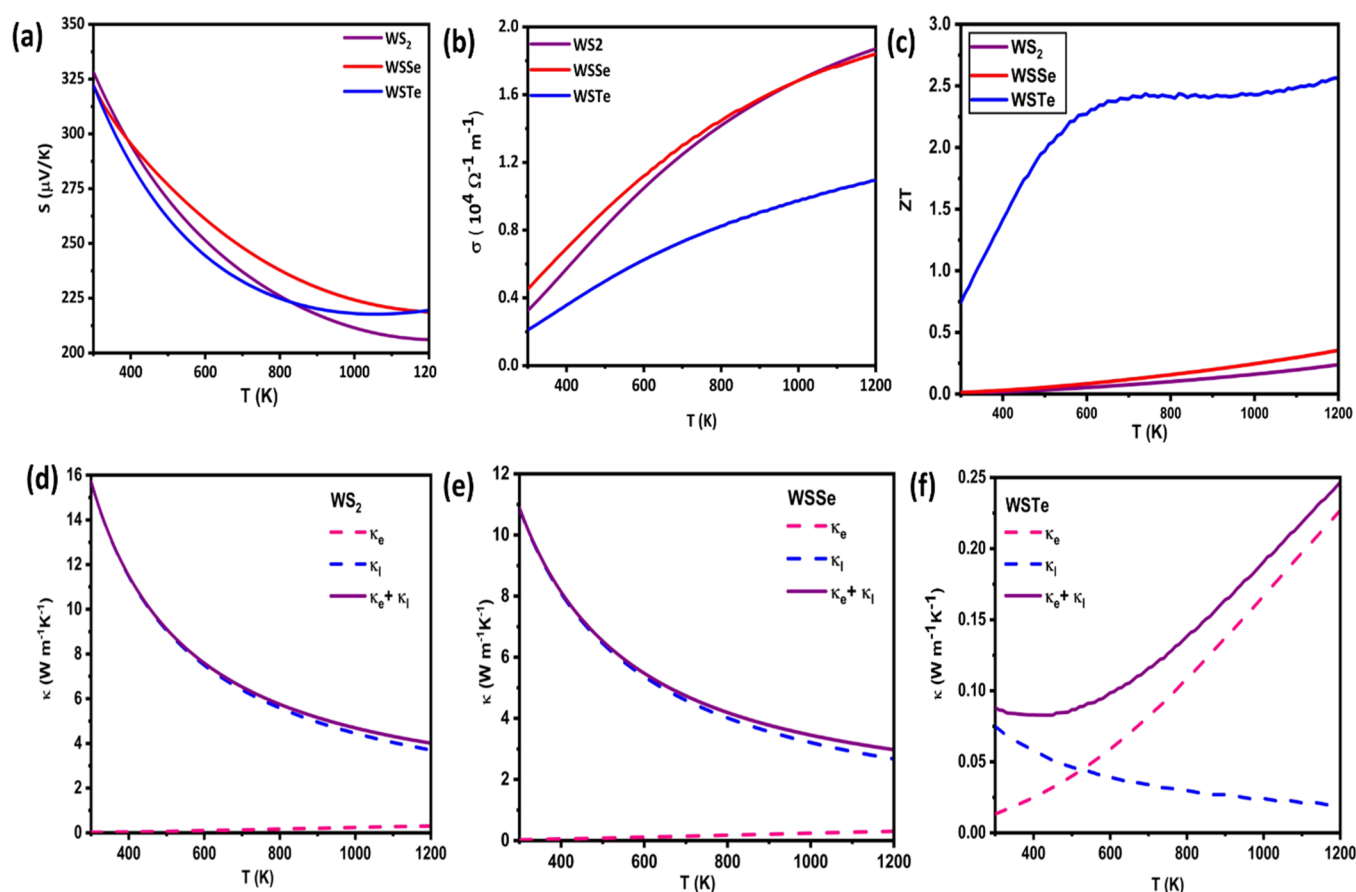 (a)
350
325
300
275
250
225
200
S (μV/K)
400 600 800 1000 1200
T (K)
WS₂
WSSe
WSTe
(b)
2.0
1.6
1.2
0.8
0.4
0.0
σ ( 10⁴ Ω⁻¹ m⁻¹)
400 600 800 1000 1200
T (K)
WS2
WSSe
WSTe
(c)
3.0
2.5
2.0
1.5
1.0
0.5
0.0
ZT
400 600 800 1000 1200
T (K)
WS₂
WSSe
WSTe
(d)
16
14
12
10
8
6
4
2
0
κ (W m⁻¹K⁻¹)
400 600 800 1000 1200
T (K)
WS₂
κe
κl
κe+ κl
(e)
12
10
8
6
4
2
0
κ (W m⁻¹K⁻¹)
400 600 800 1000 1200
T (K)
WSSe
κe
κl
κe+ κl
(f)
0.25
0.20
0.15
0.10
0.05
0.00
κ (W m⁻¹K⁻¹)
400 600 800 1000 1200
T (K)
WSTe
κe
κl
κe+ κl